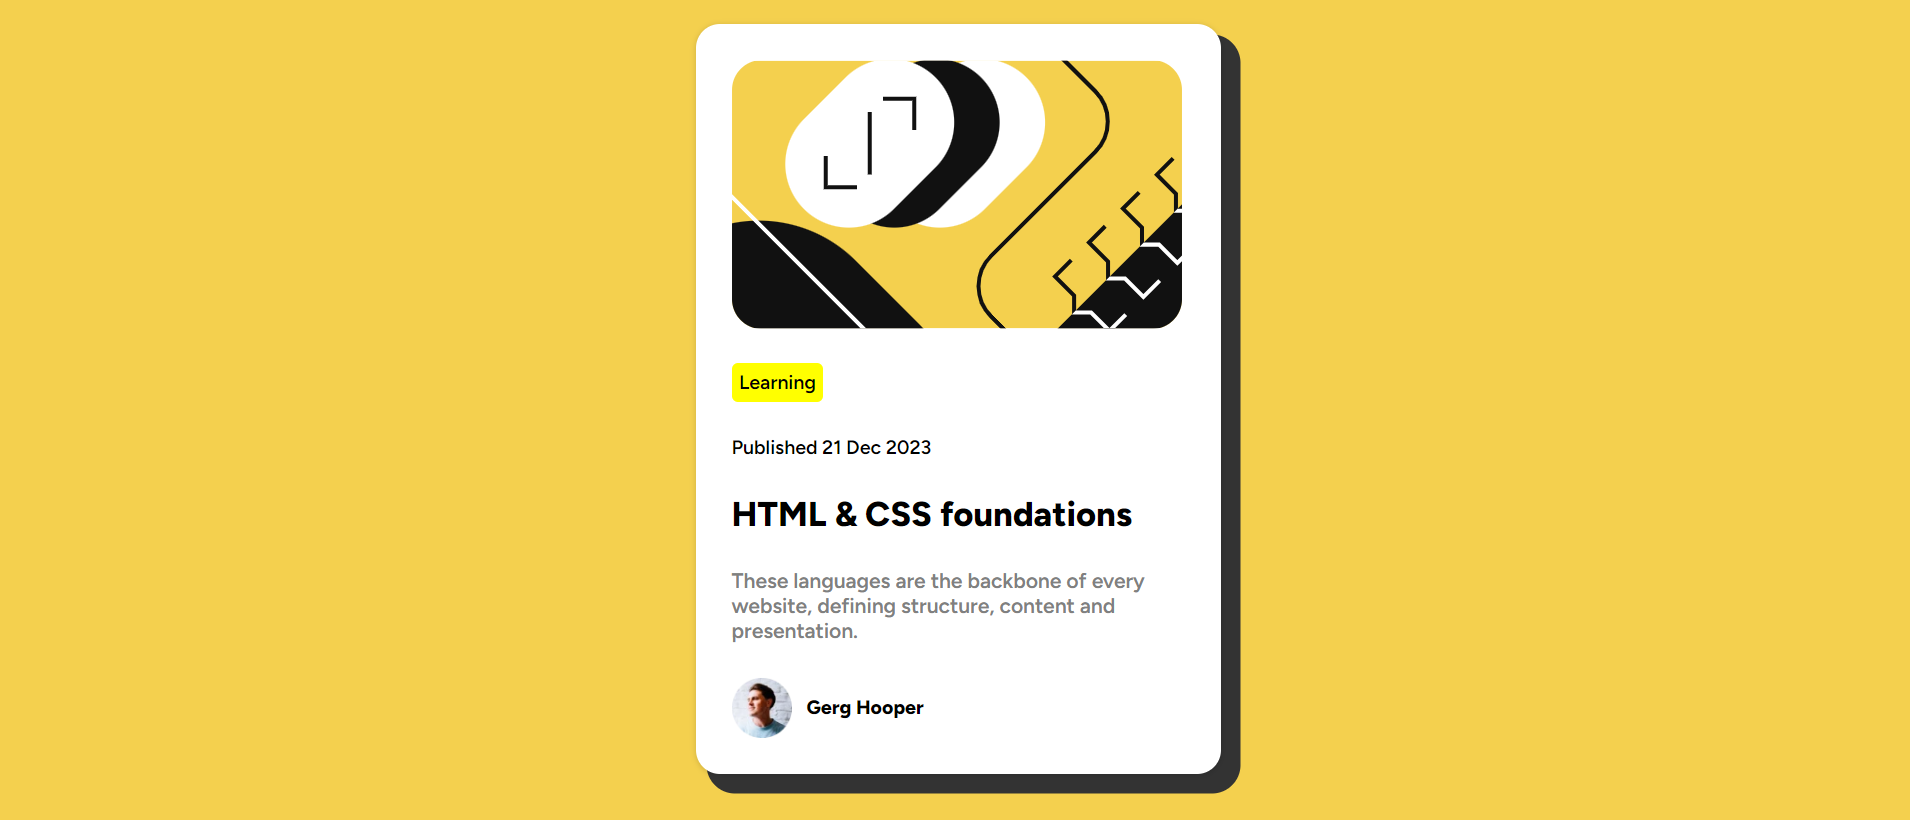 Learning
Published 21 Dec 2023
HTML & CSS foundations
These languages are the backbone of every
website, defining structure, content and
presentation.
Gerg Hooper